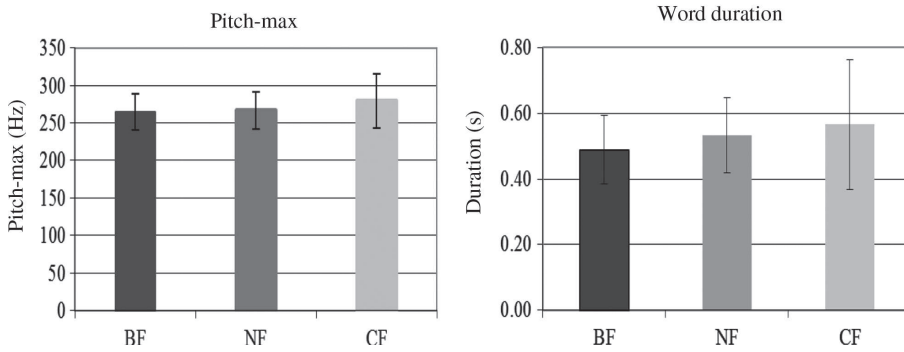 Pitch-max
Pitch-max (Hz)
350
300
250
200
150
100
50
0
BF NF CF
Word duration
Duration (s)
0.80
0.60
0.40
0.20
0.00
BF NF CF